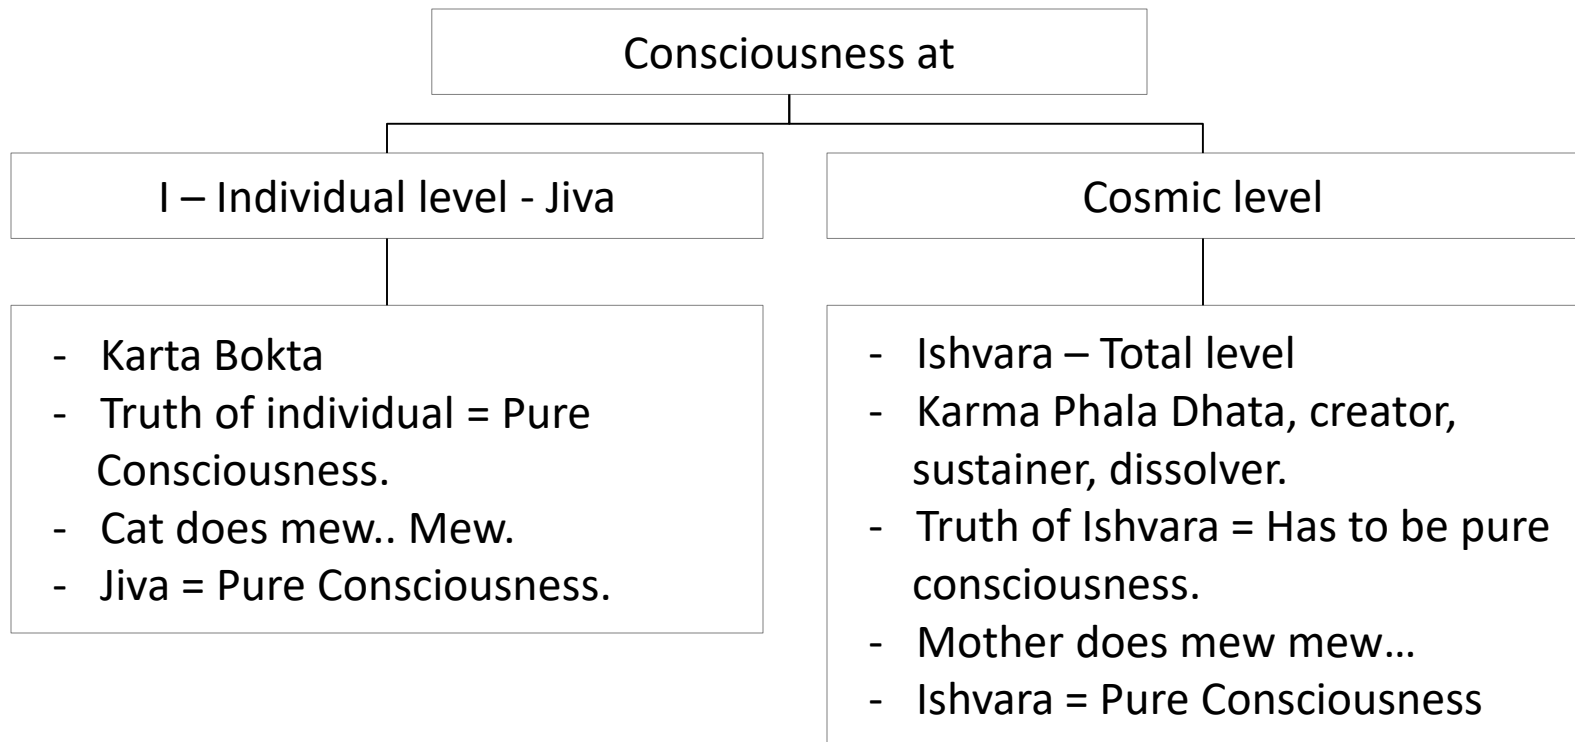 Consciousness at
I – Individual level - Jiva
Cosmic level
- Karta Bokta
- Truth of individual = Pure
Consciousness.
- Cat does mew.. Mew.
- Jiva = Pure Consciousness.
- Ishvara – Total level
- Karma Phala Dhata, creator,
sustainer, dissolver.
- Truth of Ishvara = Has to be pure
consciousness.
- Mother does mew mew…
- Ishvara = Pure Consciousness